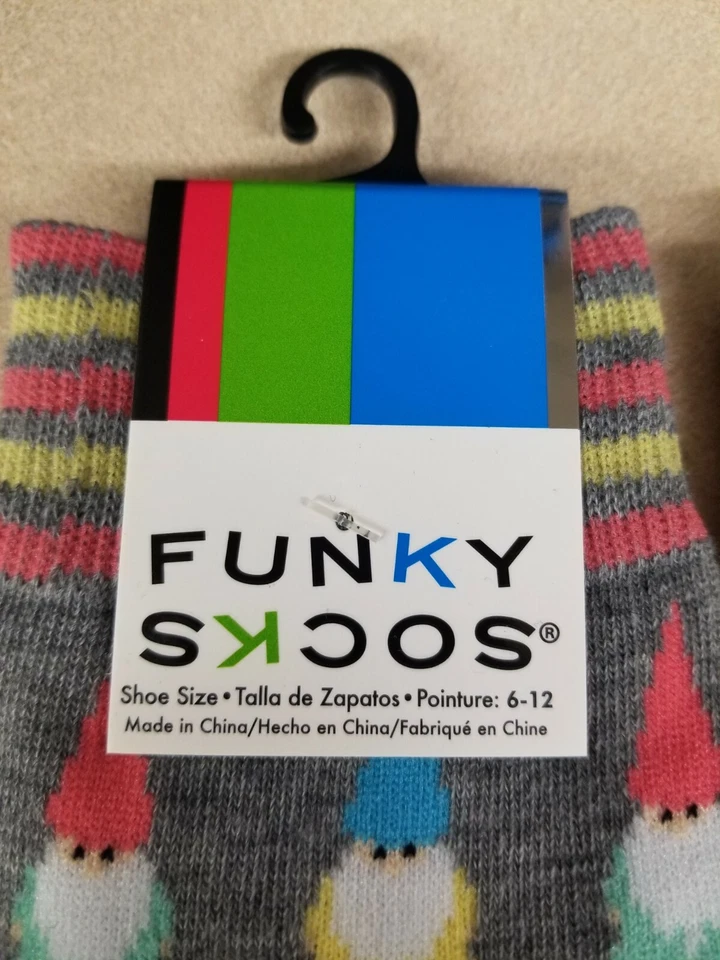 FUNKY
SOCKS®
Shoe Size • Talla de Zapatos • Pointure: 6-12
Made in China/Hecho en China/Fabriqué en Chine